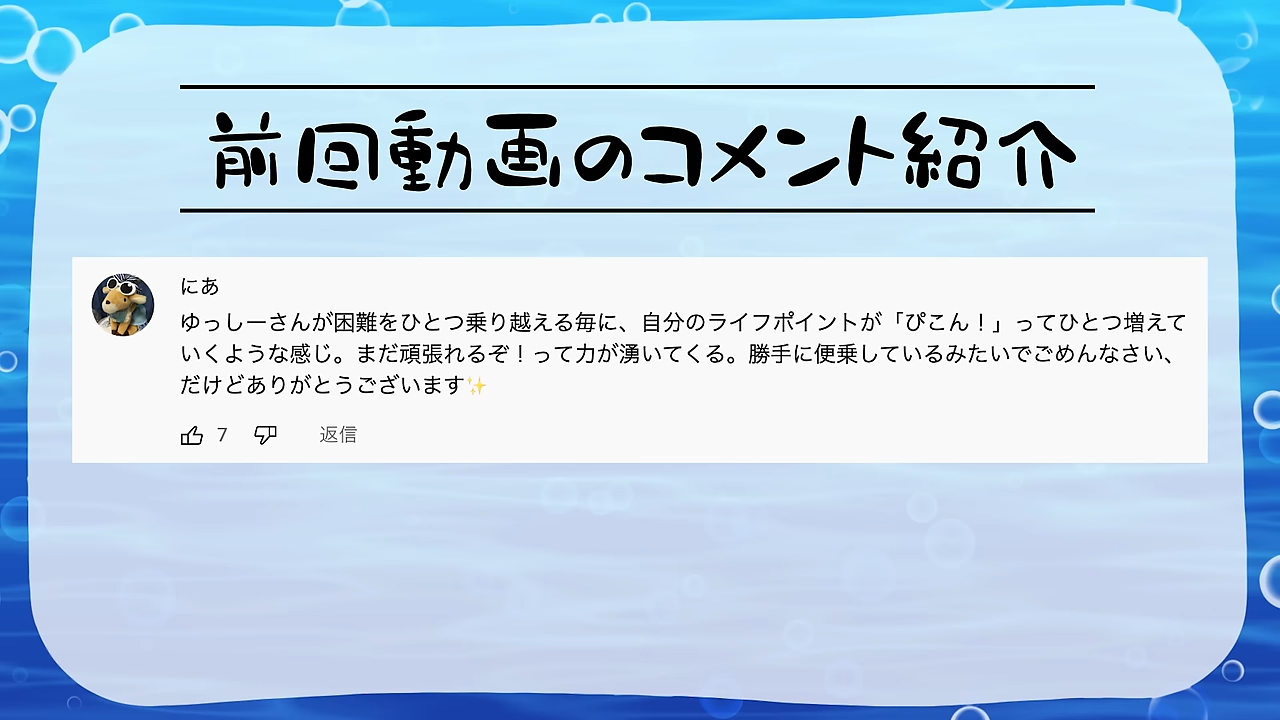 前回動画のコメント紹介
にあ
ゆっしーさんが困難をひとつ乗り越える毎に、自分のライフポイントが「ぴこん！」ってひとつ増えて
いくような感じ。まだ頑張れるぞ！って力が湧いてくる。勝手に便乗しているみたいでごめんなさい、
だけどありがとうございます✨
7 返信